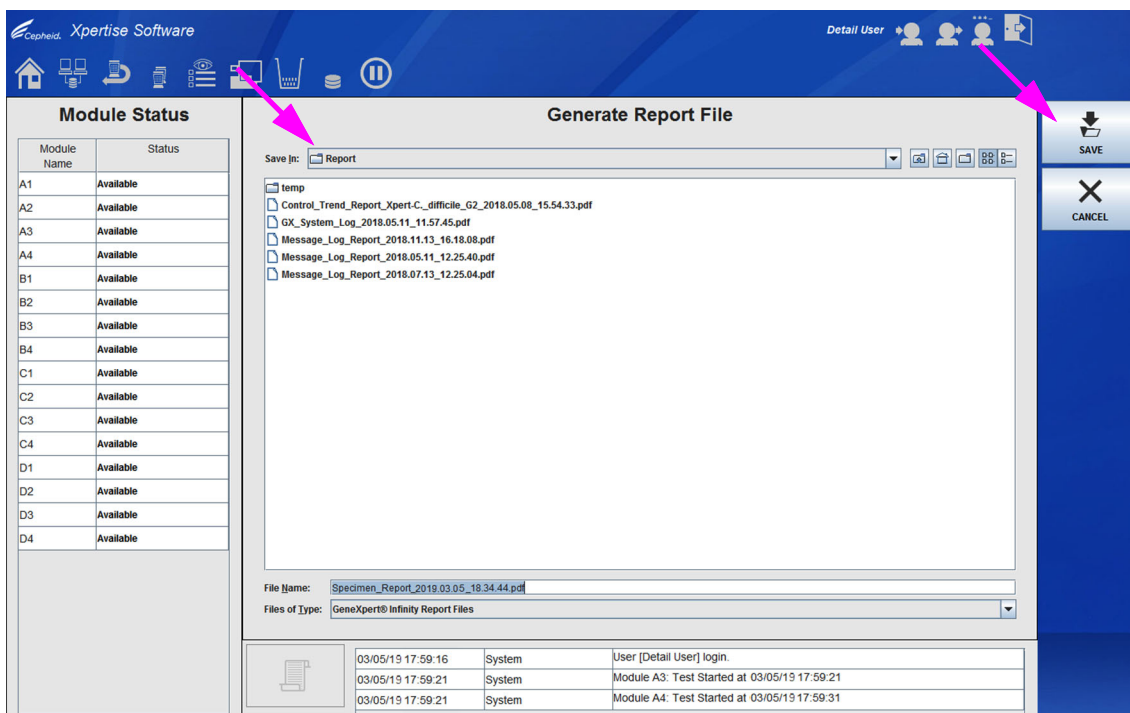 Cepheid. Xpertise Software
Detail User
Module Status
Module Name Status
A1 Available
A2 Available
A3 Available
A4 Available
B1 Available
B2 Available
B3 Available
B4 Available
C1 Available
C2 Available
C3 Available
C4 Available
D1 Available
D2 Available
D3 Available
D4 Available
Generate Report File
Save In: Report
temp
Control_Trend_Report_Xpert-C._difficile_G2_2018.05.08_15.54.33.pdf
GX_System_Log_2018.05.11_11.57.45.pdf
Message_Log_Report_2018.11.13_16.18.08.pdf
Message_Log_Report_2018.05.11_12.25.40.pdf
Message_Log_Report_2018.07.13_12.25.04.pdf
File Name: Specimen_Report_2019.03.05_18.34.44.pdf
Files of Type: GeneXpert® Infinity Report Files
03/05/19 17:59:16 System User [Detail User] login.
03/05/19 17:59:21 System Module A3: Test Started at 03/05/19 17:59:21
03/05/19 17:59:21 System Module A4: Test Started at 03/05/19 17:59:31
SAVE
CANCEL